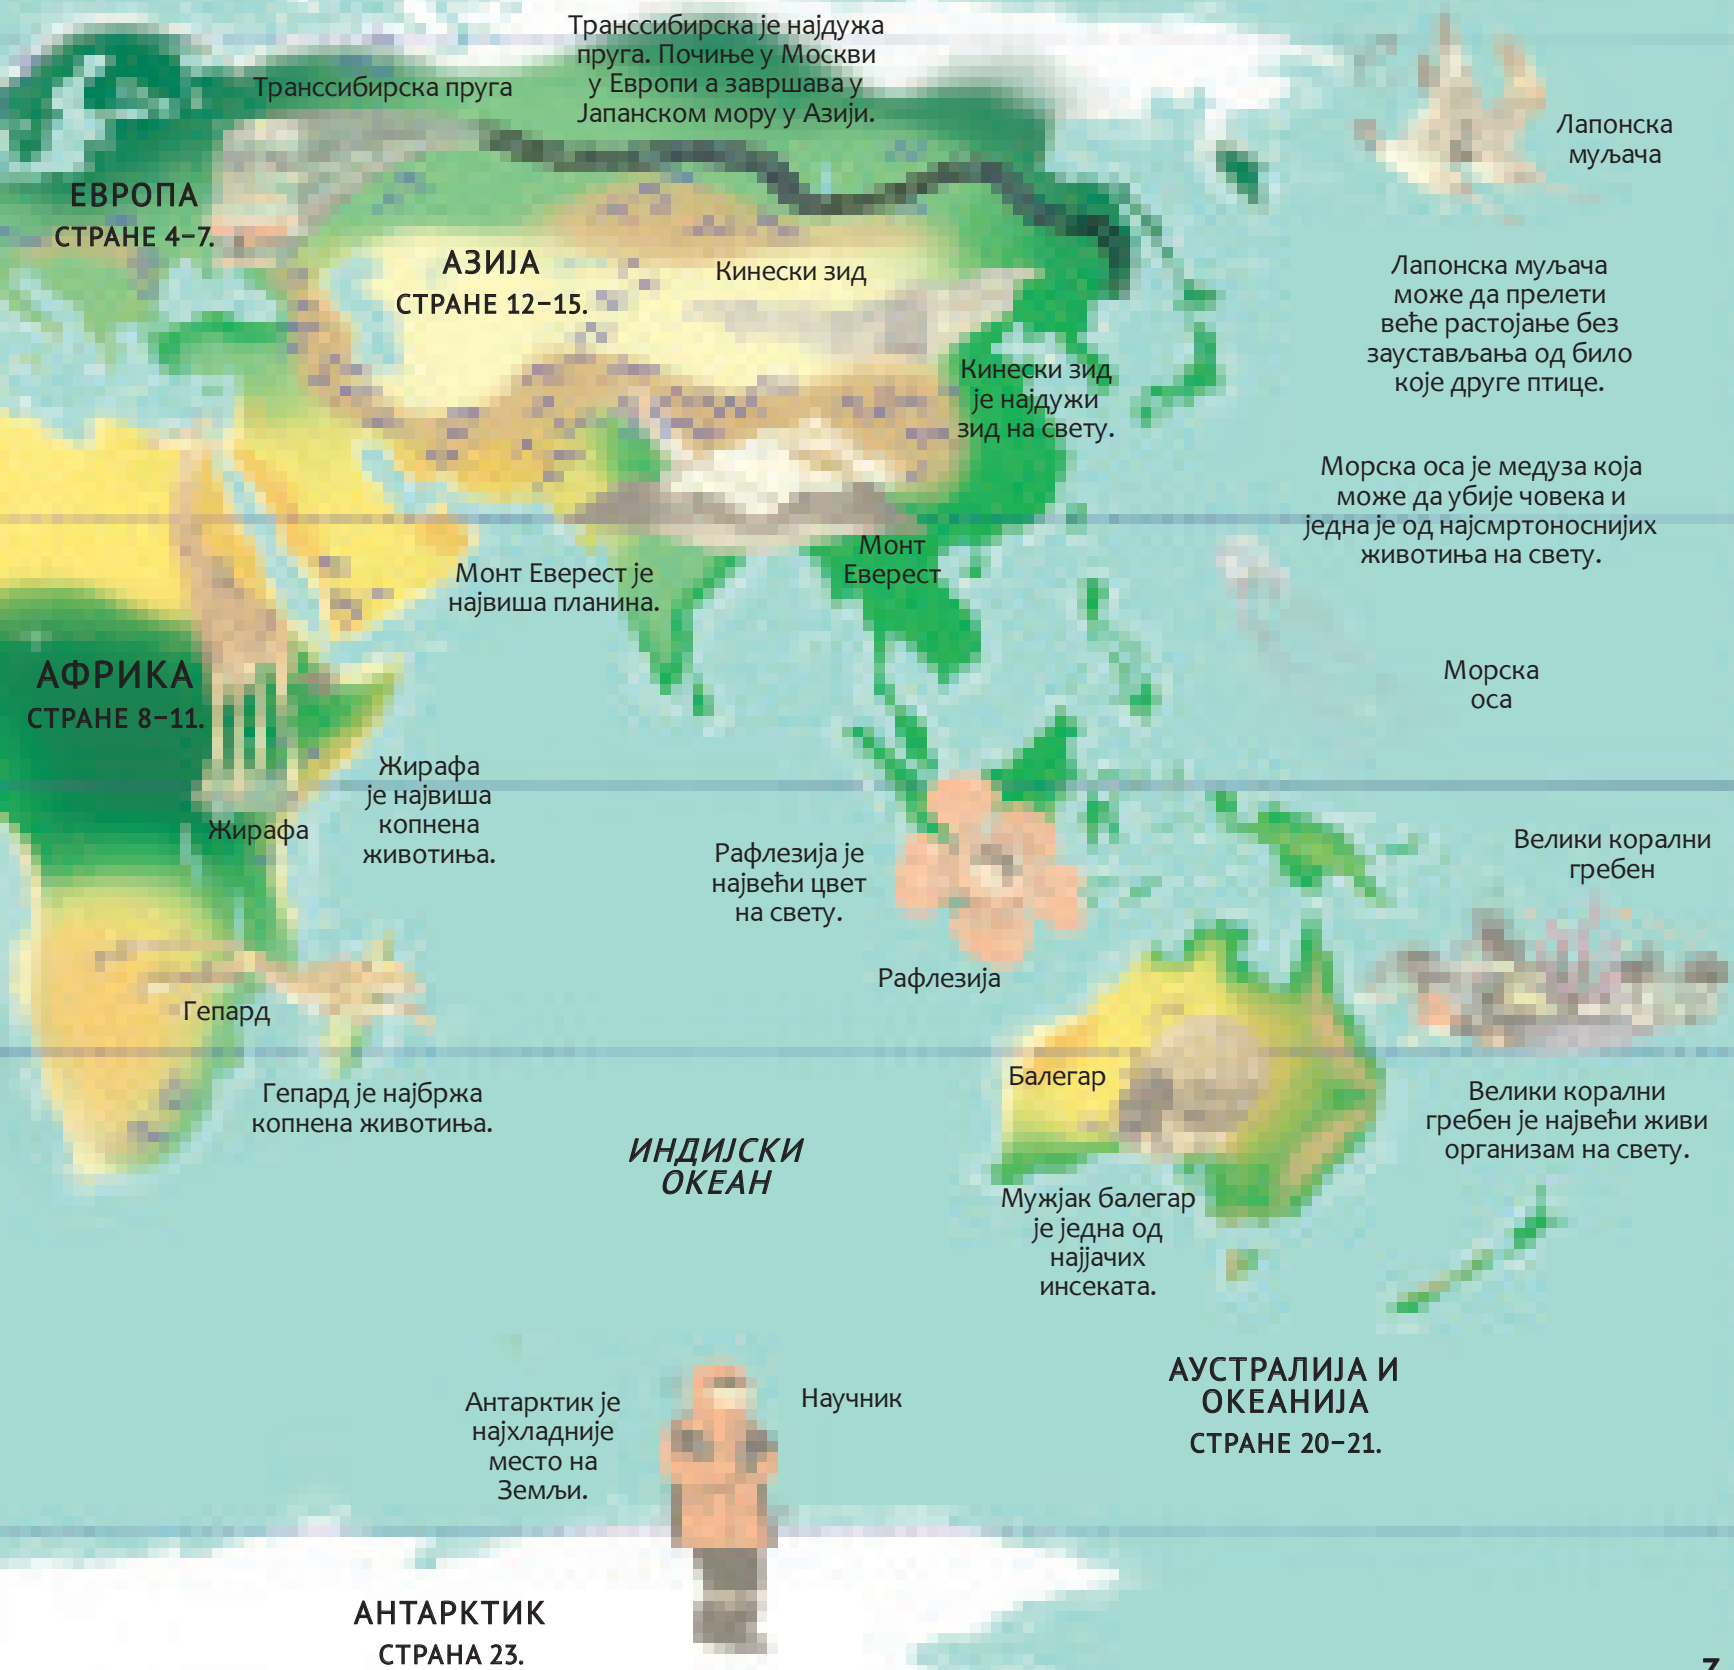 Транссибирска је најдужа
пруга. Почиње у Москви
у Европи а завршава у
Јапанском мору у Азији.
Транссибирска пруга
Лапонска
муљача
ЕВРОПА
СТРАНЕ 4–7.
АЗИЈА
СТРАНЕ 12–15.
Кинески зид
Лапонска муљача
може да прелети
веће растојање без
заустављања од било
које друге птице.
Кинески зид
је најдужи
зид на свету.
Морска оса је медуза која
може да убије човека и
једна је од најсмртоноснијих
животиња на свету.
Монт
Еверест
Монт Еверест је
највиша планина.
АФРИКА
СТРАНЕ 8–11.
Морска
оса
Жирафа
је највиша
копнена
животиња.
Жирафа
Рафлезија је
највећи цвет
на свету.
Велики корални
гребен
Рафлезија
Гепард
Гепард је најбржа
копнена животиња.
Балегар
Велики корални
гребен је највећи живи
организам на свету.
ИНДИЈСКИ
ОКЕАН
Мужјак балегар
је једна од
најјачих
инсеката.
АУСТРАЛИЈА И
ОКЕАНИЈА
СТРАНЕ 20–21.
Антарктик је
најхладније
место на
Земљи.
Научник
АНТАРКТИК
СТРАНА 23.